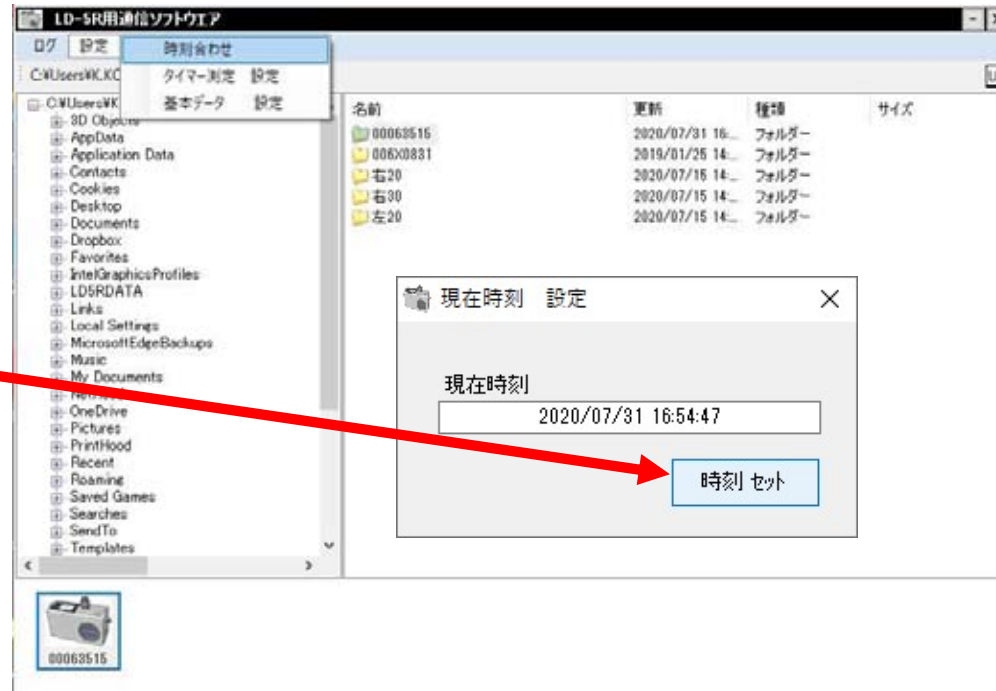 LD-5R用通信ソフトウェア
ログ 設定 時刻合わせ
タイマー測定 設定
基本データ 設定
C:¥Users¥K.KC
C:¥Users¥K
3D Objects
AppData
Application Data
Contacts
Cookies
Desktop
Documents
Dropbox
Favorites
IntelGraphicsProfiles
LD5RDATA
Links
Local Settings
MicrosoftEdgeBackups
Music
My Documents
OneDrive
Pictures
PrintHood
Recent
Roaming
Saved Games
Searches
SendTo
Templates
名前 更新 種類 サイズ
00063515 2020/07/31 16:... フォルダー
006X0831 2019/01/25 14:... フォルダー
右20 2020/07/15 14:... フォルダー
右30 2020/07/15 14:... フォルダー
左20 2020/07/15 14:... フォルダー
現在時刻 設定
現在時刻
2020/07/31 16:54:47
時刻 セット
00063515